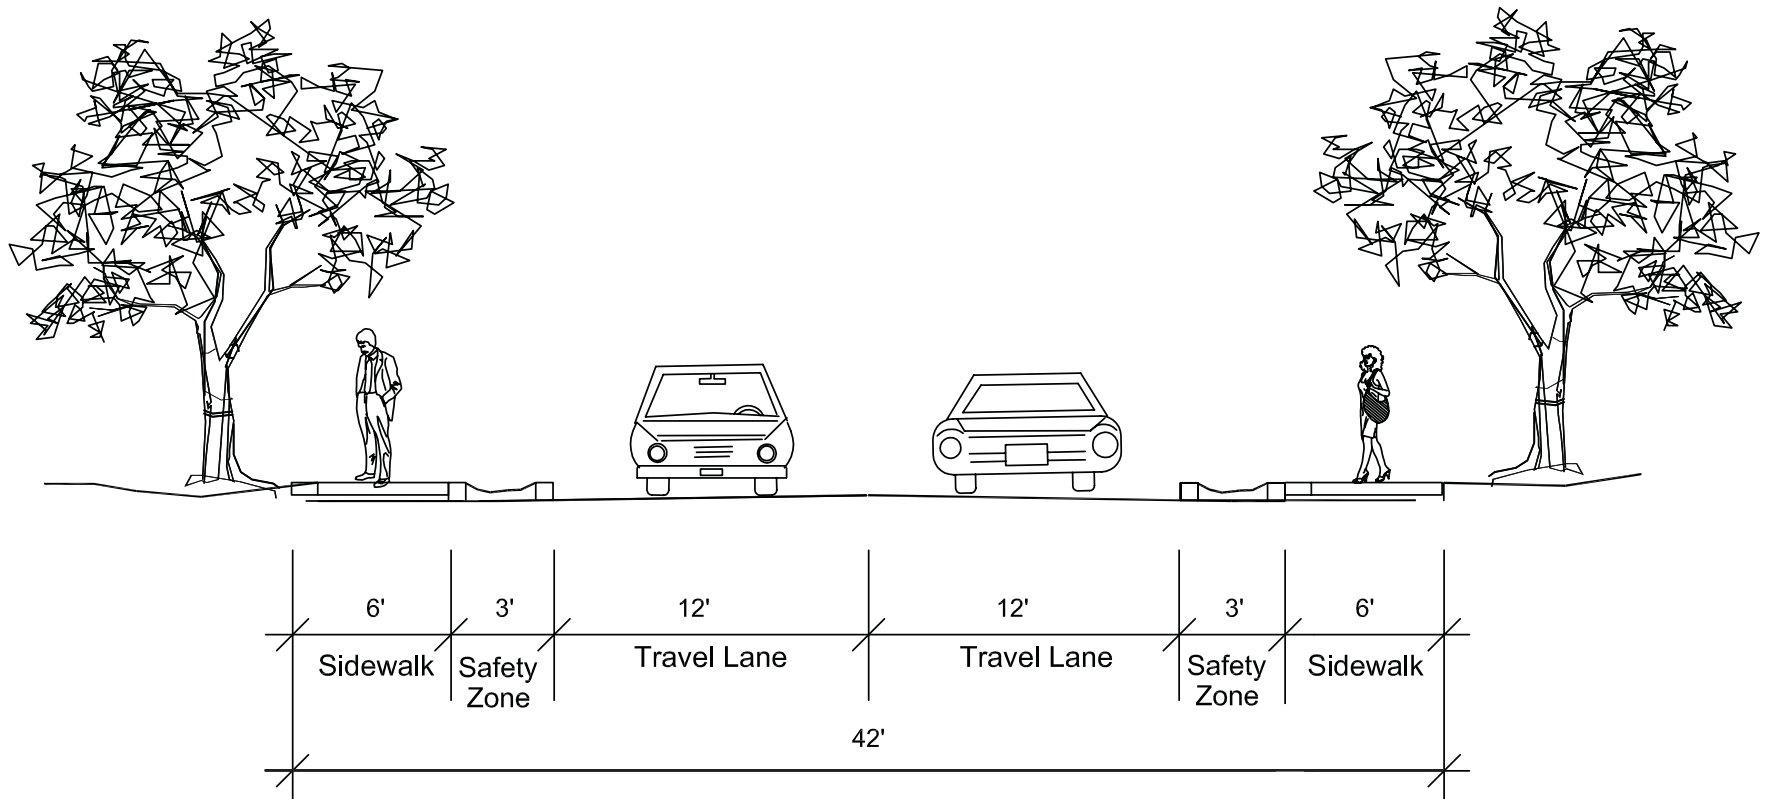 6'
3'
12'
12'
3'
6'
Sidewalk
Safety
Zone
Travel Lane
Travel Lane
Safety
Zone
Sidewalk
42'